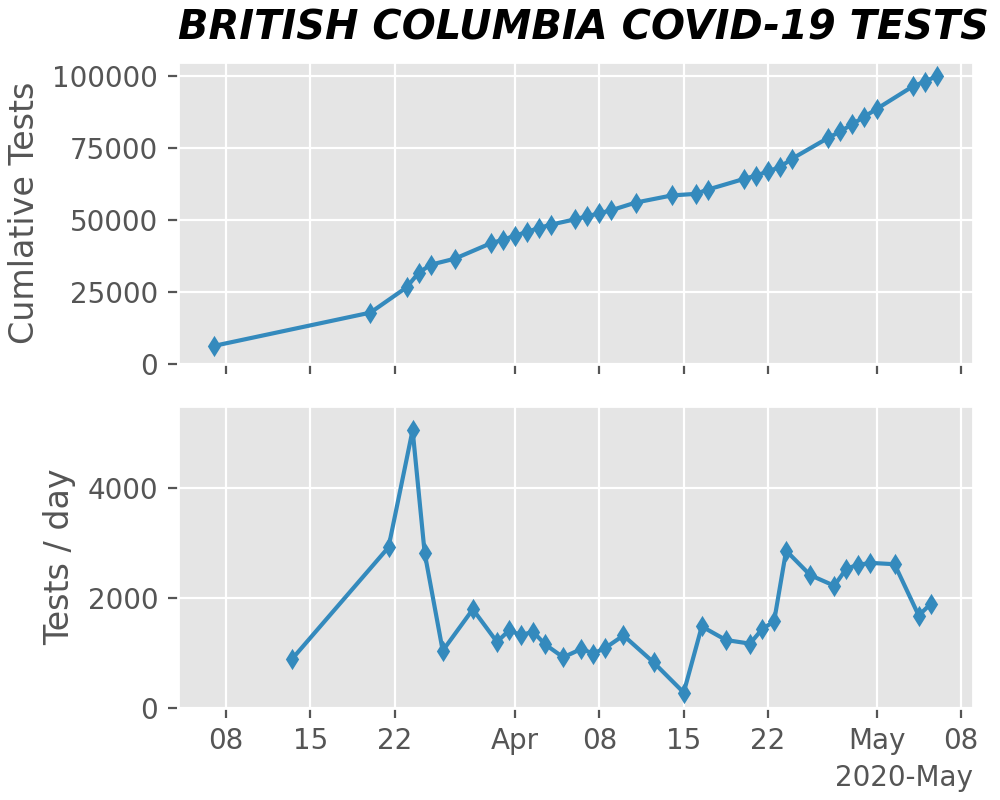 BRITISH COLUMBIA COVID-19 TESTS
Cumlative Tests
100000
75000
50000
25000
0
Tests / day
4000
2000
0
08 15 22 Apr 08 15 22 May 08
2020-May